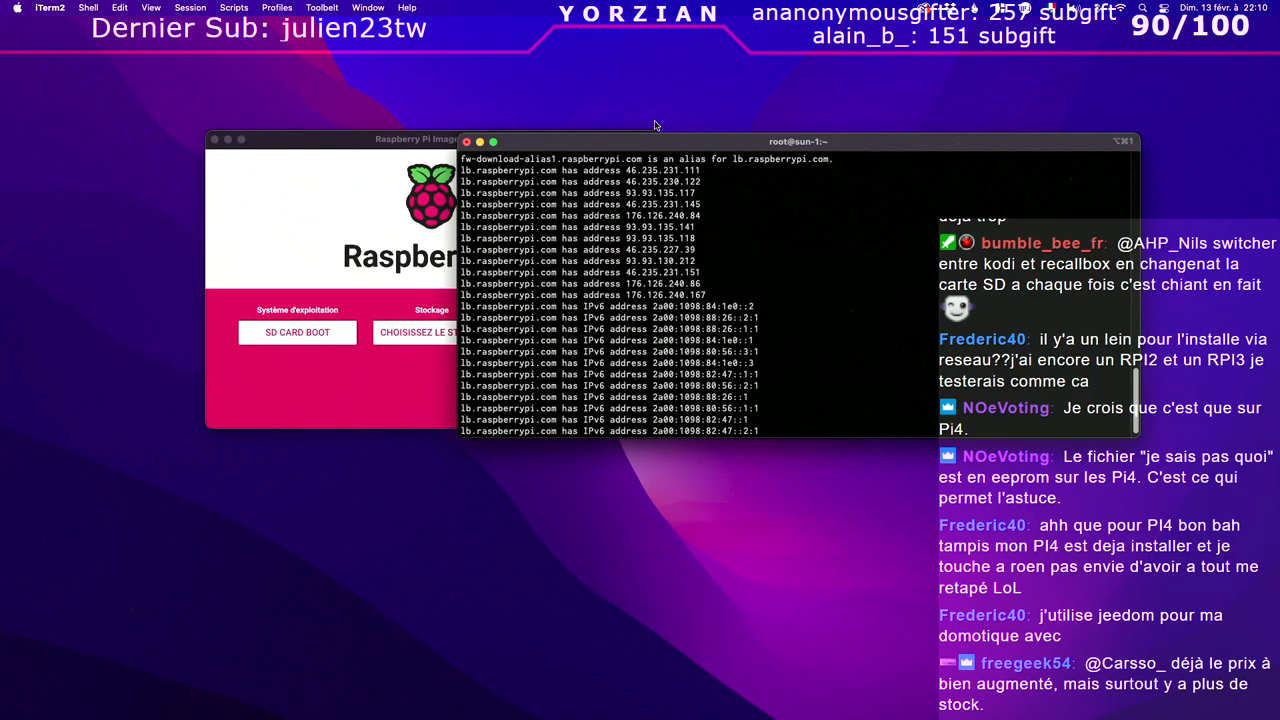 iTerm2 Shell Edit View Session Scripts Profiles Toolbelt Window Help
Dim. 13 févr. à 22:10
Dernier Sub: julien23tw
YORZIAN
ananonymousgifter: 257 subgift
alain_b_: 151 subgift
90/100
Raspberry Pi Image
Raspber
Système d'exploitation
Stockage
SD CARD BOOT
CHOISISSEZ LE ST
root@sun-1:~
⌥⌘1
fw-download-alias1.raspberrypi.com is an alias for lb.raspberrypi.com.
lb.raspberrypi.com has address 46.235.231.111
lb.raspberrypi.com has address 46.235.230.122
lb.raspberrypi.com has address 93.93.135.117
lb.raspberrypi.com has address 46.235.231.145
lb.raspberrypi.com has address 176.126.240.84
lb.raspberrypi.com has address 93.93.135.141
lb.raspberrypi.com has address 93.93.135.118
lb.raspberrypi.com has address 46.235.227.39
lb.raspberrypi.com has address 93.93.130.212
lb.raspberrypi.com has address 46.235.231.151
lb.raspberrypi.com has address 176.126.240.86
lb.raspberrypi.com has address 176.126.240.167
lb.raspberrypi.com has IPv6 address 2a00:1098:84:1e0::2
lb.raspberrypi.com has IPv6 address 2a00:1098:88:26::2:1
lb.raspberrypi.com has IPv6 address 2a00:1098:88:26::1:1
lb.raspberrypi.com has IPv6 address 2a00:1098:84:1e0::1
lb.raspberrypi.com has IPv6 address 2a00:1098:80:56::3:1
lb.raspberrypi.com has IPv6 address 2a00:1098:84:1e0::3
lb.raspberrypi.com has IPv6 address 2a00:1098:82:47::1:1
lb.raspberrypi.com has IPv6 address 2a00:1098:80:56::2:1
lb.raspberrypi.com has IPv6 address 2a00:1098:88:26::1
lb.raspberrypi.com has IPv6 address 2a00:1098:80:56::1:1
lb.raspberrypi.com has IPv6 address 2a00:1098:82:47::1
lb.raspberrypi.com has IPv6 address 2a00:1098:82:47::2:1
déjà trop
bumble_bee_fr: @AHP_Nils switcher
entre kodi et recallbox en changenat la
carte SD a chaque fois c'est chiant en fait
Frederic40: il y'a un lein pour l'installe via
reseau??j'ai encore un RPI2 et un RPI3 je
testerais comme ca
NOeVoting: Je crois que c'est que sur
Pi4.
NOeVoting: Le fichier "je sais pas quoi"
est en eeprom sur les Pi4. C'est ce qui
permet l'astuce.
Frederic40: ahh que pour PI4 bon bah
tampis mon PI4 est deja installer et je
touche a roen pas envie d'avoir a tout me
retapé LoL
Frederic40: j'utilise jeedom pour ma
domotique avec
freegeek54: @Carsso_ déjà le prix à
bien augmenté, mais surtout y a plus de
stock.